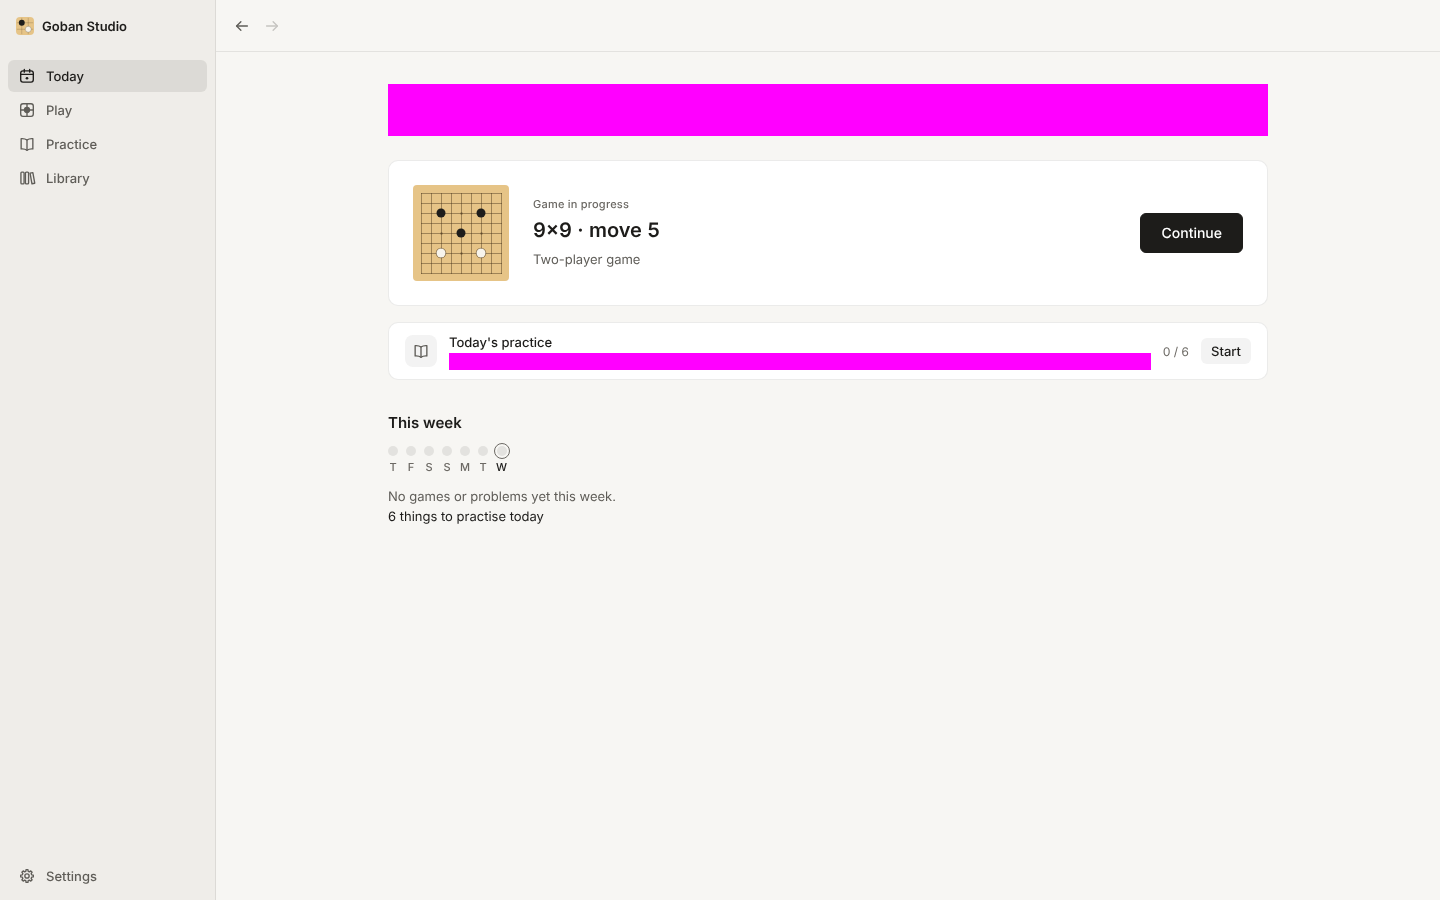 Goban Studio
Today
Play
Practice
Library
Game in progress
9×9 · move 5
Two-player game
Continue
Today's practice
0 / 6
Start
This week
T F S S M T W
No games or problems yet this week.
6 things to practise today
Settings